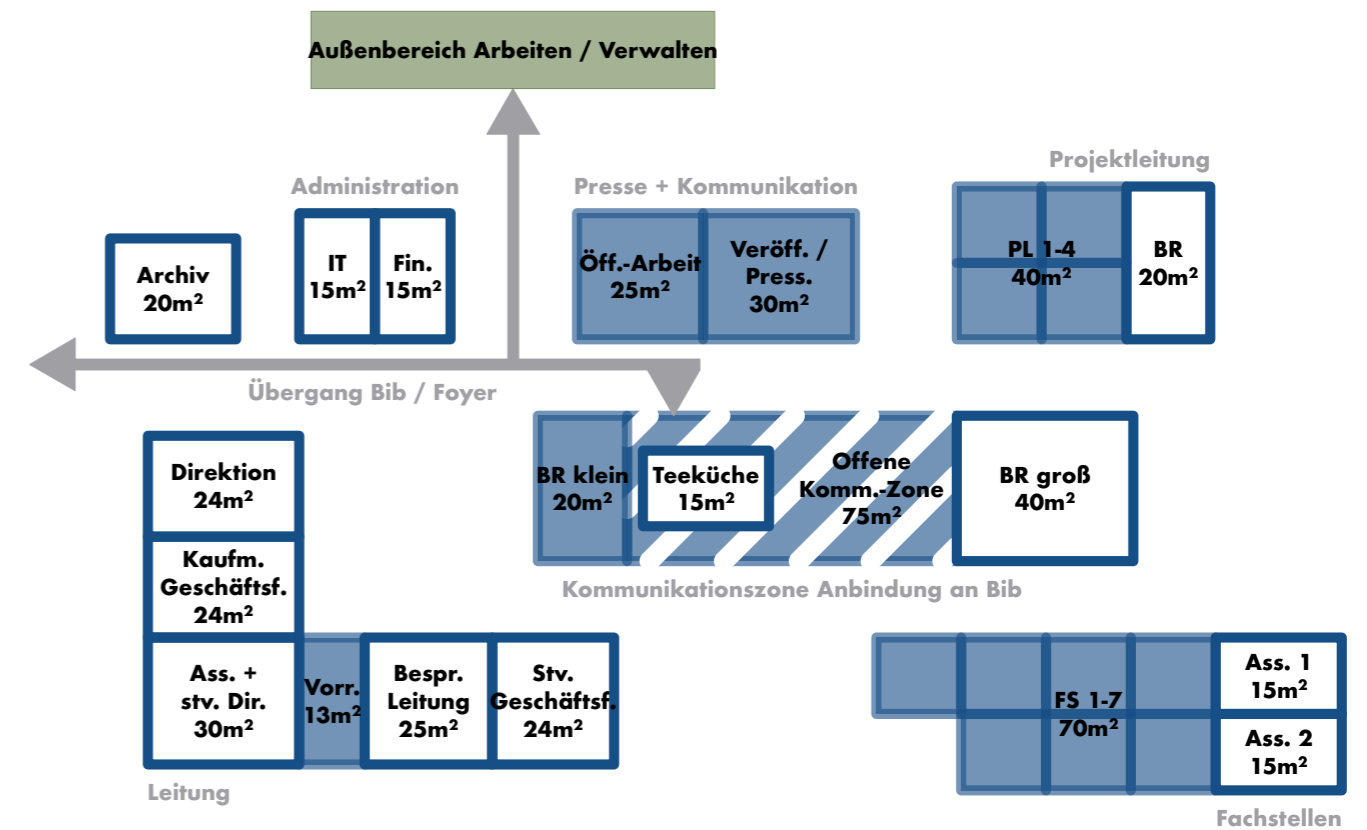 Außenbereich Arbeiten / Verwalten
Projektleitung
Administration
Presse + Kommunikation
Archiv
20m²
IT
15m²
Fin.
15m²
Öff.-Arbeit
25m²
Veröff. /
Press.
30m²
PL 1-4
40m²
BR
20m²
Übergang Bib / Foyer
Direktion
24m²
Kaufm.
Geschäftsf.
24m²
BR klein
20m²
Teeküche
15m²
Offene
Komm.-Zone
75m²
BR groß
40m²
Kommunikationszone Anbindung an Bib
Ass. +
stv. Dir.
30m²
Vorr.
13m²
Bespr.
Leitung
25m²
Stv.
Geschäftsf.
24m²
Leitung
FS 1-7
70m²
Ass. 1
15m²
Ass. 2
15m²
Fachstellen